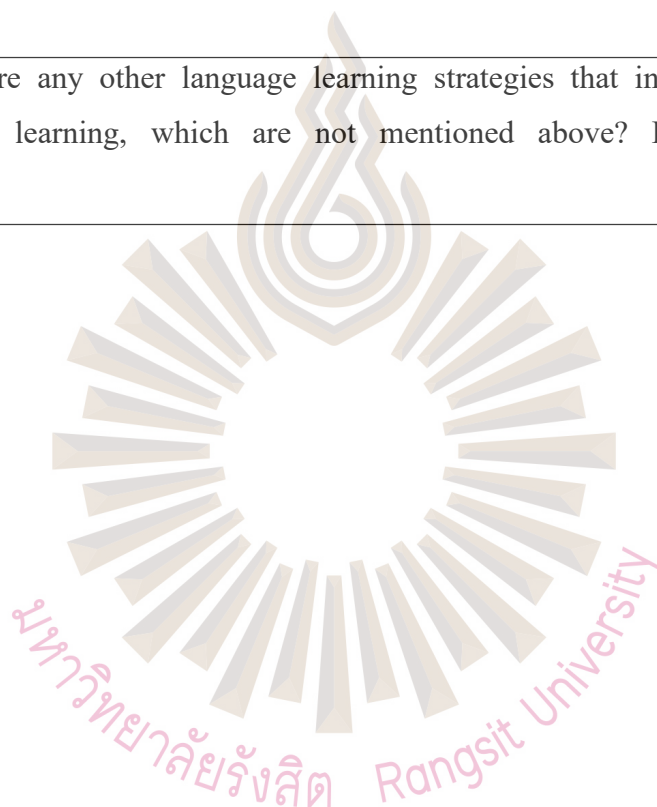 re any other language learning strategies that in
learning, which are not mentioned above? I
มหาวิทยาลัยรังสิต Rangsit University